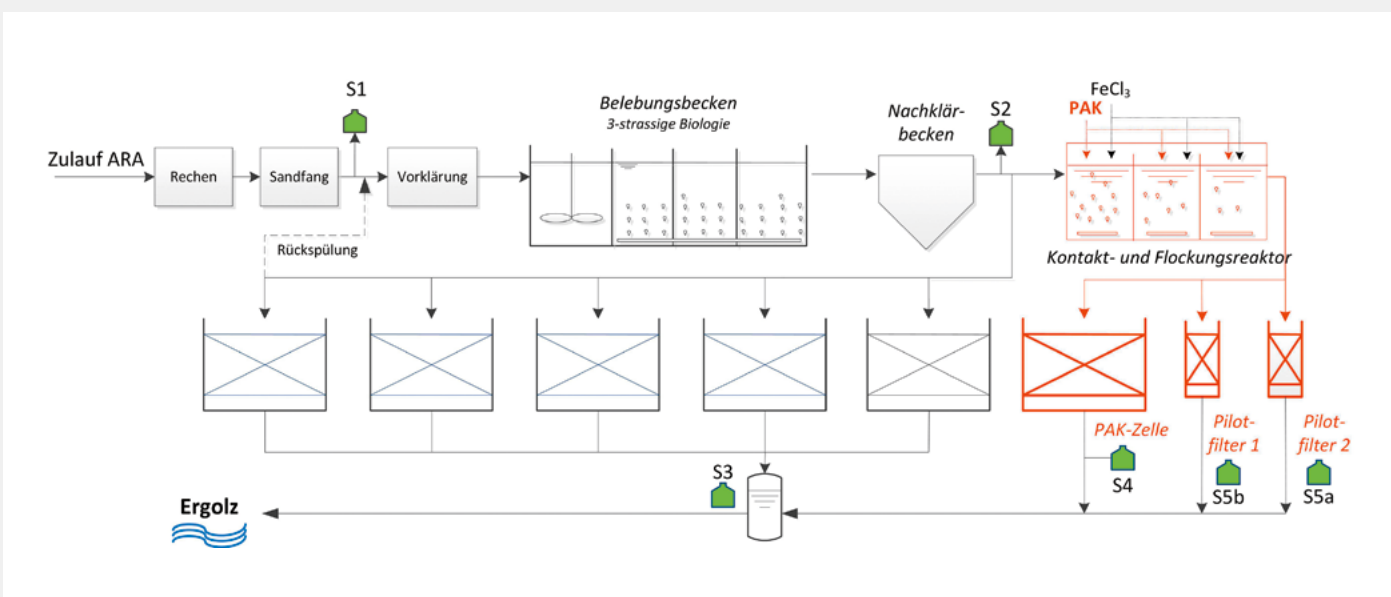 S1
Belebungsbecken
3-strassige Biologie
Nachklär-
becken
S2
FeCl₃
PAK
Zulauf ARA
Rechen
Sandfang
Vorklärung
Rückspülung
Kontakt- und Flockungsreaktor
PAK-Zelle
S4
Pilot-
filter 1
S5b
Pilot-
filter 2
S5a
S3
Ergolz